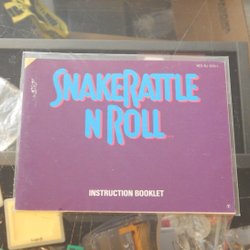 SNAKE RATTLE
N ROLL
INSTRUCTION BOOKLET